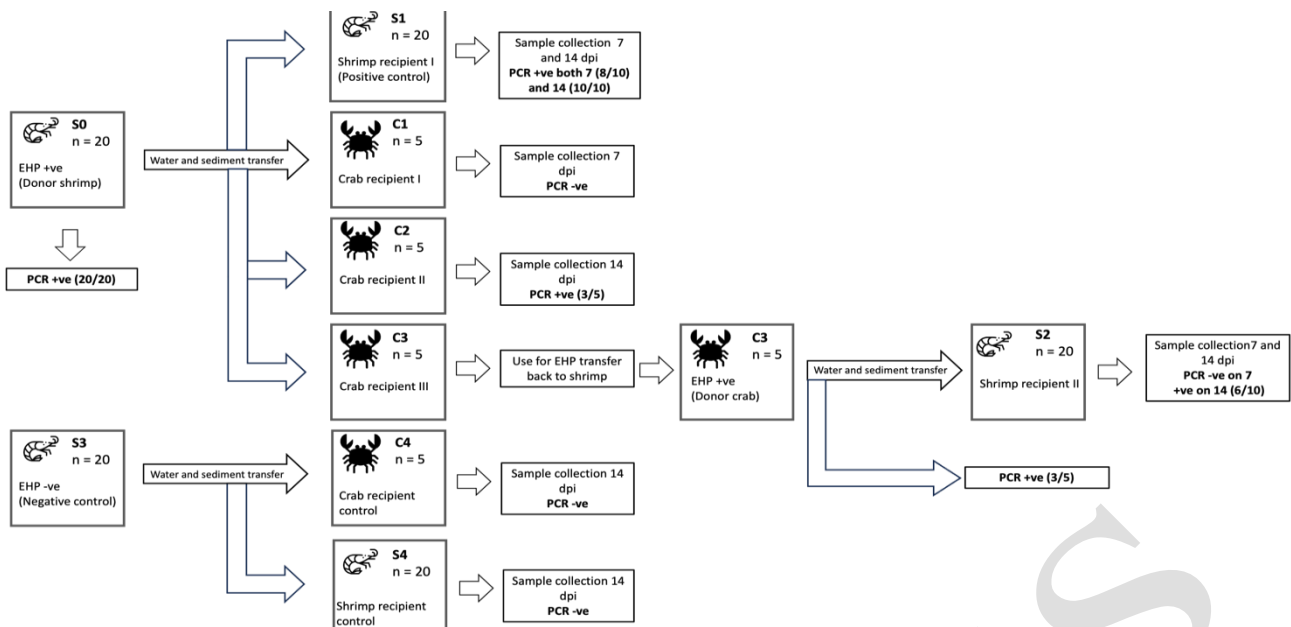 S1
n = 20
Shrimp recipient I
(Positive control)
Sample collection 7
and 14 dpi
PCR +ve both 7 (8/10)
and 14 (10/10)
S0
n = 20
EHP +ve
(Donor shrimp)
PCR +ve (20/20)
Water and sediment transfer
C1
n = 5
Crab recipient I
Sample collection 7
dpi
PCR -ve
C2
n = 5
Crab recipient II
Sample collection 14
dpi
PCR +ve (3/5)
C3
n = 5
Crab recipient III
Use for EHP transfer
back to shrimp
C3
n = 5
EHP +ve
(Donor crab)
Water and sediment transfer
S2
n = 20
Shrimp recipient II
Sample collection7 and
14 dpi
PCR -ve on 7
+ve on 14 (6/10)
PCR +ve (3/5)
S3
n = 20
EHP -ve
(Negative control)
Water and sediment transfer
C4
n = 5
Crab recipient
control
Sample collection 14
dpi
PCR -ve
S4
n = 20
Shrimp recipient
control
Sample collection 14
dpi
PCR -ve
S